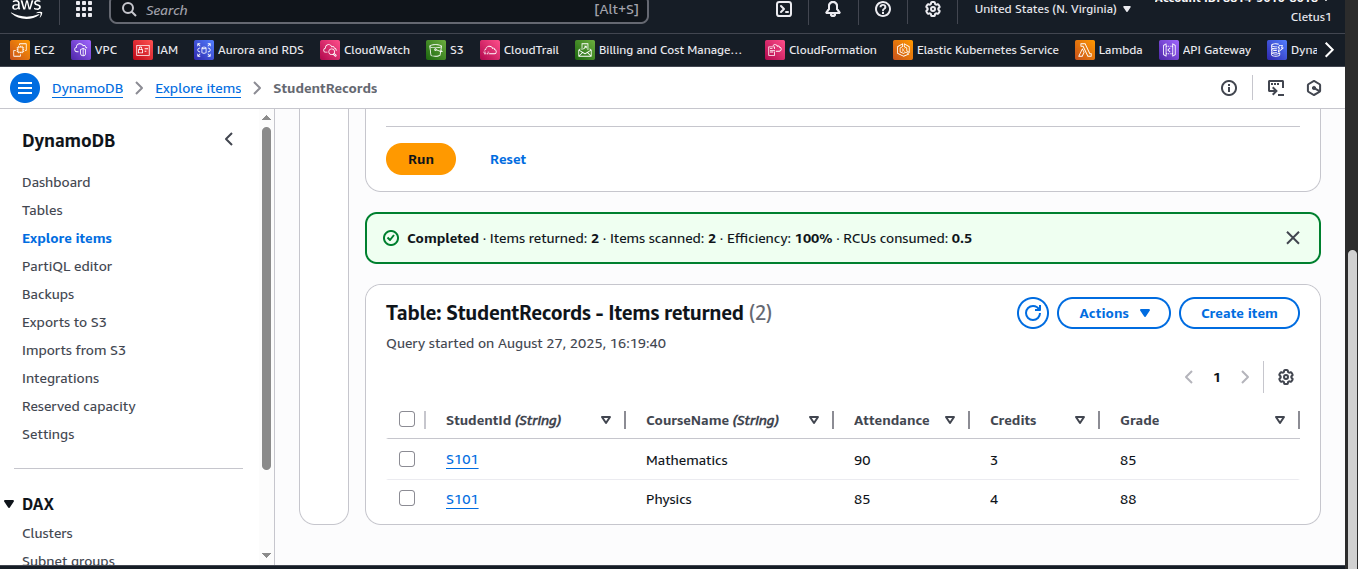 aws
Search [Alt+S]
United States (N. Virginia)
Cletus1
EC2 VPC IAM Aurora and RDS CloudWatch S3 CloudTrail Billing and Cost Manage... CloudFormation Elastic Kubernetes Service Lambda API Gateway Dyna
DynamoDB Explore items StudentRecords
DynamoDB
Dashboard
Tables
Explore items
PartiQL editor
Backups
Exports to S3
Imports from S3
Integrations
Reserved capacity
Settings
DAX
Clusters
Subnet groups
Run Reset
Completed · Items returned: 2 · Items scanned: 2 · Efficiency: 100% · RCUs consumed: 0.5
Table: StudentRecords - Items returned (2)
Actions Create item
Query started on August 27, 2025, 16:19:40
1
StudentId (String) CourseName (String) Attendance Credits Grade
S101 Mathematics 90 3 85
S101 Physics 85 4 88